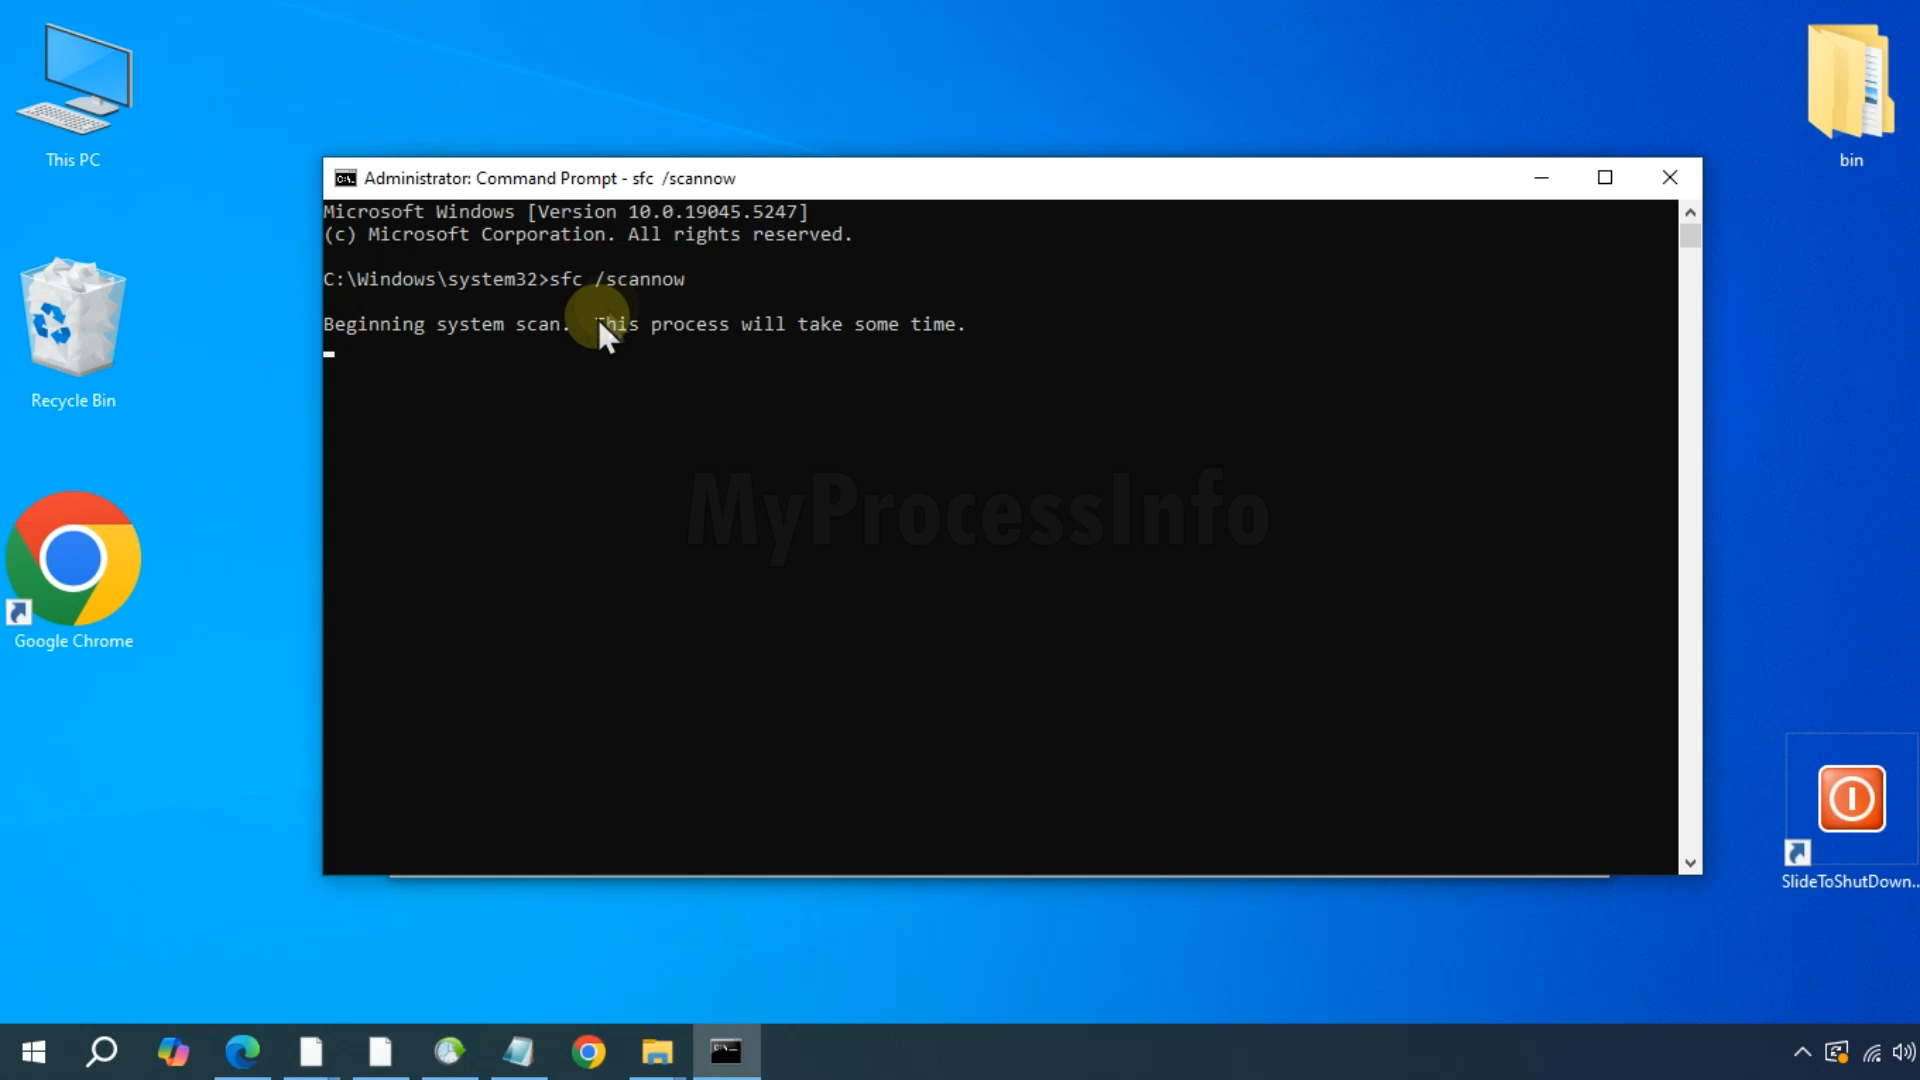 This PC
bin
Administrator: Command Prompt - sfc  /scannow
Microsoft Windows [Version 10.0.19045.5247]
(c) Microsoft Corporation. All rights reserved.
C:\Windows\system32>sfc /scannow
Beginning system scan.  This process will take some time.
Recycle Bin
MyProcessInfo
Google Chrome
SlideToShutDown...